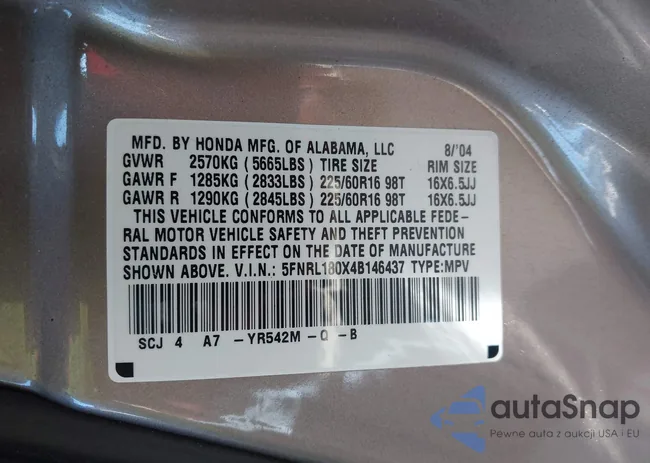 MFD. BY HONDA MFG. OF ALABAMA, LLC 8/'04
GVWR 2570KG (5665LBS) TIRE SIZE RIM SIZE
GAWR F 1285KG (2833LBS) 225/60R16 98T 16X6.5JJ
GAWR R 1290KG (2845LBS) 225/60R16 98T 16X6.5JJ
THIS VEHICLE CONFORMS TO ALL APPLICABLE FEDE-
RAL MOTOR VEHICLE SAFETY AND THEFT PREVENTION
STANDARDS IN EFFECT ON THE DATE OF MANUFACTURE
SHOWN ABOVE. V.I.N.: 5FNRL180X4B146437 TYPE:MPV
SCJ 4 A7 -YR542M-Q -B
autaSnap
Pewne auta z aukcji USA i EU